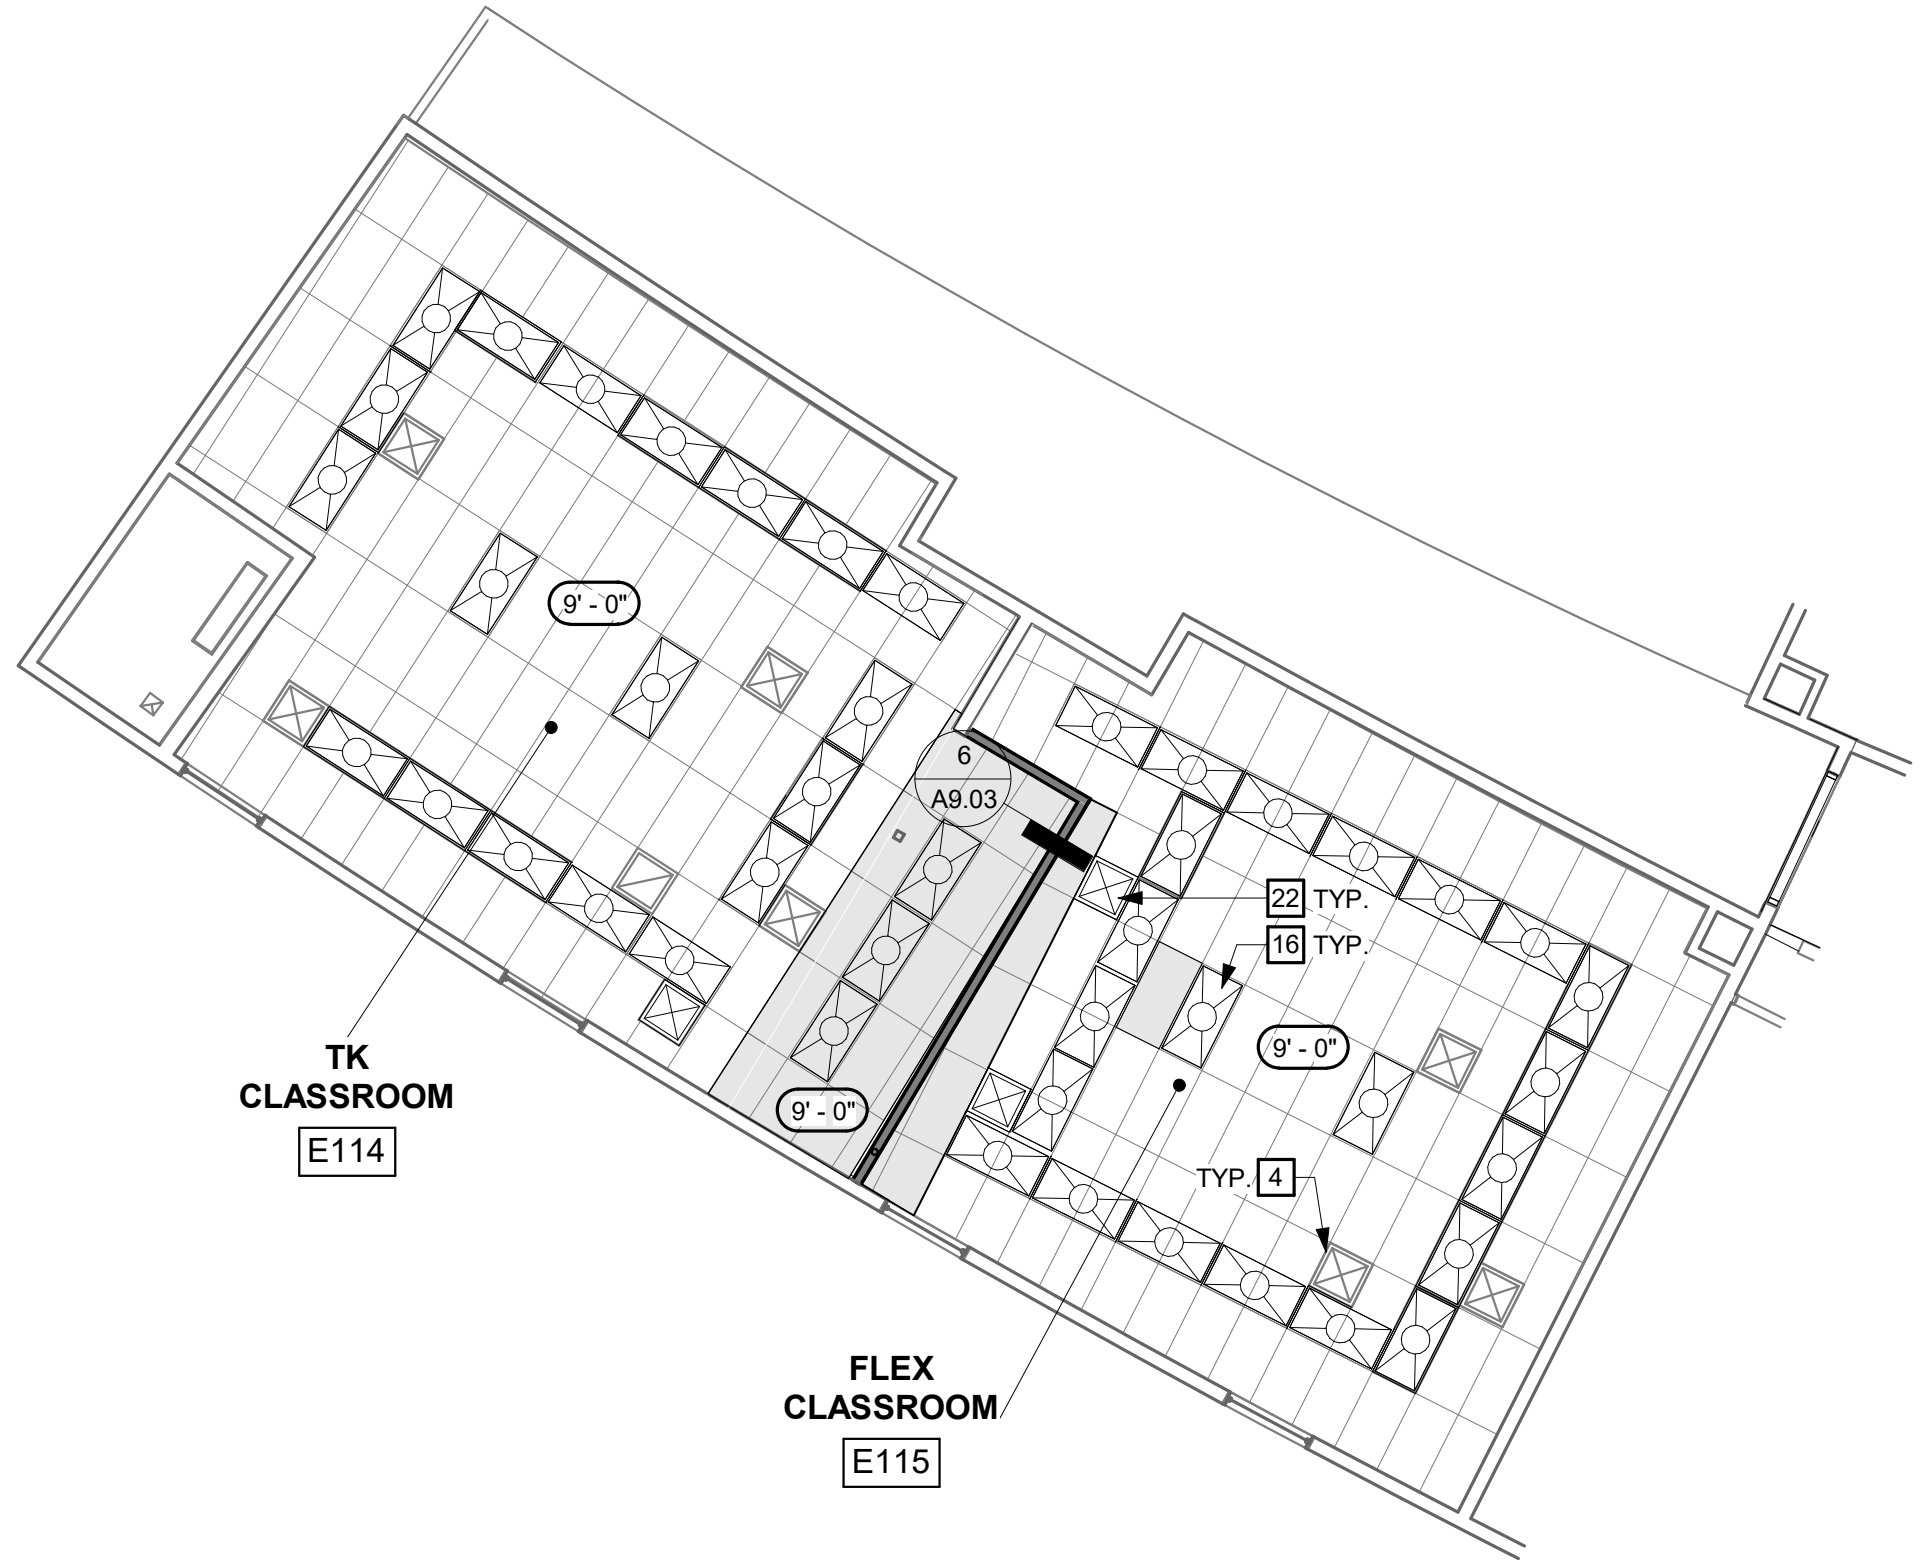 9' - 0"
6
A9.03
22 TYP.
16 TYP.
9' - 0"
TK
CLASSROOM
E114
9' - 0"
TYP. 4
FLEX
CLASSROOM
E115